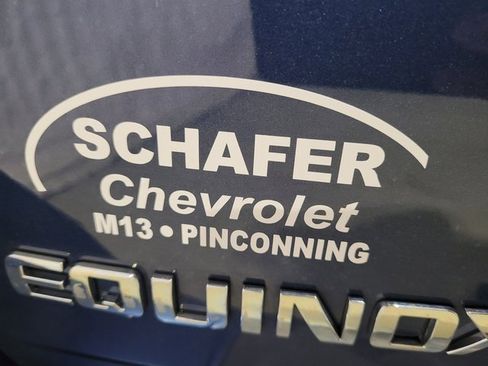 SCHAFER
Chevrolet
M13 • PINCONNING
EQUINOX